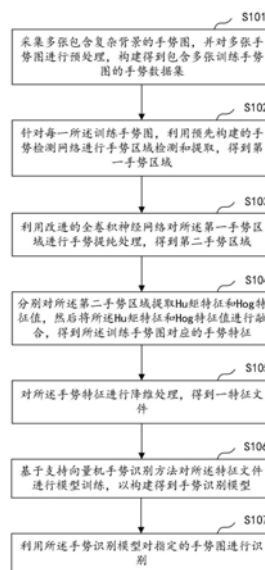 S101
采集多张包含复杂背景的手势图，并对多张手
势图进行预处理，构建得到包含多张训练手势
图的手势数据集
S102
针对每一所述训练手势图，利用预先构建的手
势检测网络进行手势区域检测和提取，得到第
一手势区域
S103
利用改进的全卷积神经网络对所述第一手势区
域进行手势提纯处理，得到第二手势区域
S104
分别对所述第二手势区域提取Hu矩特征和Hog特
征值，然后将所述Hu矩特征和Hog特征值进行融
合，得到所述训练手势图对应的手势特征
S105
对所述手势特征进行降维处理，得到一特征文
件
S106
基于支持向量机手势识别方法对所述特征文件
进行模型训练，以构建得到手势识别模型
S107
利用所述手势识别模型对指定的手势图进行识
别